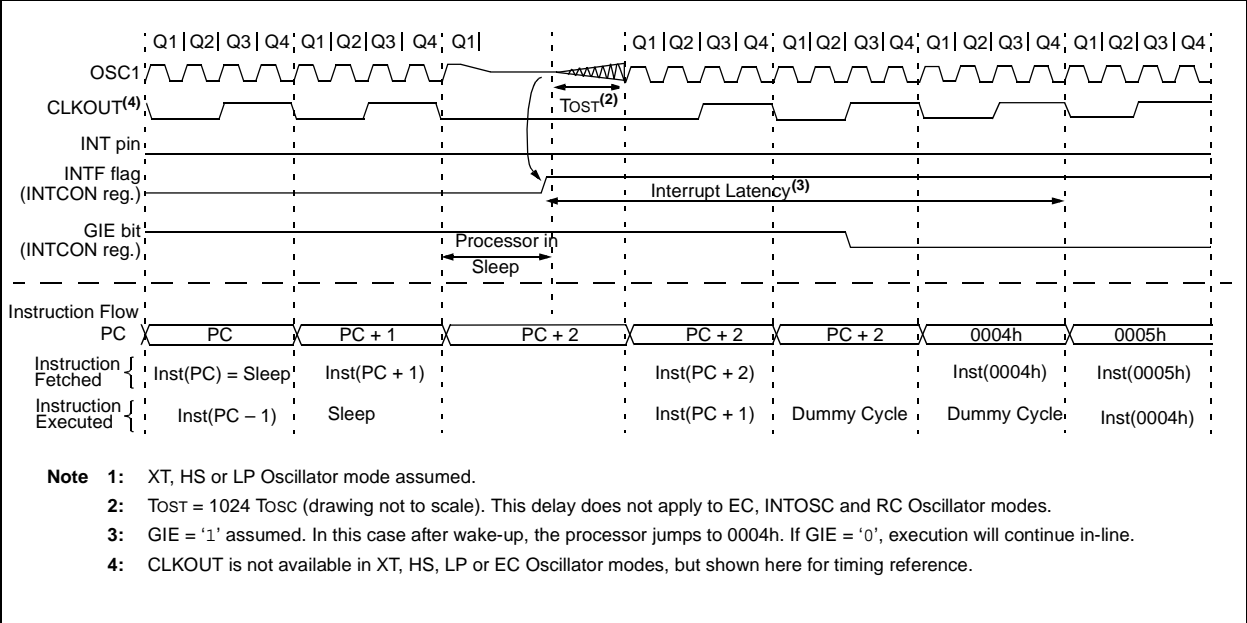 Q1 Q2 Q3 Q4 Q1 Q2 Q3 Q4 Q1 Q1 Q2 Q3 Q4 Q1 Q2 Q3 Q4 Q1 Q2 Q3 Q4 Q1 Q2 Q3 Q4
OSC1
TOST(2)
CLKOUT(4)
INT pin
INTF flag
(INTCON reg.)
Interrupt Latency(3)
GIE bit
(INTCON reg.)
Processor in
Sleep
Instruction Flow
PC PC PC + 1 PC + 2 PC + 2 PC + 2 0004h 0005h
Instruction
Fetched
Inst(PC) = Sleep Inst(PC + 1) Inst(PC + 2) Inst(0004h) Inst(0005h)
Instruction
Executed
Inst(PC – 1) Sleep Inst(PC + 1) Dummy Cycle Dummy Cycle Inst(0004h)
Note 1: XT, HS or LP Oscillator mode assumed.
2: TOST = 1024 TOSC (drawing not to scale). This delay does not apply to EC, INTOSC and RC Oscillator modes.
3: GIE = ‘1’ assumed. In this case after wake-up, the processor jumps to 0004h. If GIE = ‘0’, execution will continue in-line.
4: CLKOUT is not available in XT, HS, LP or EC Oscillator modes, but shown here for timing reference.